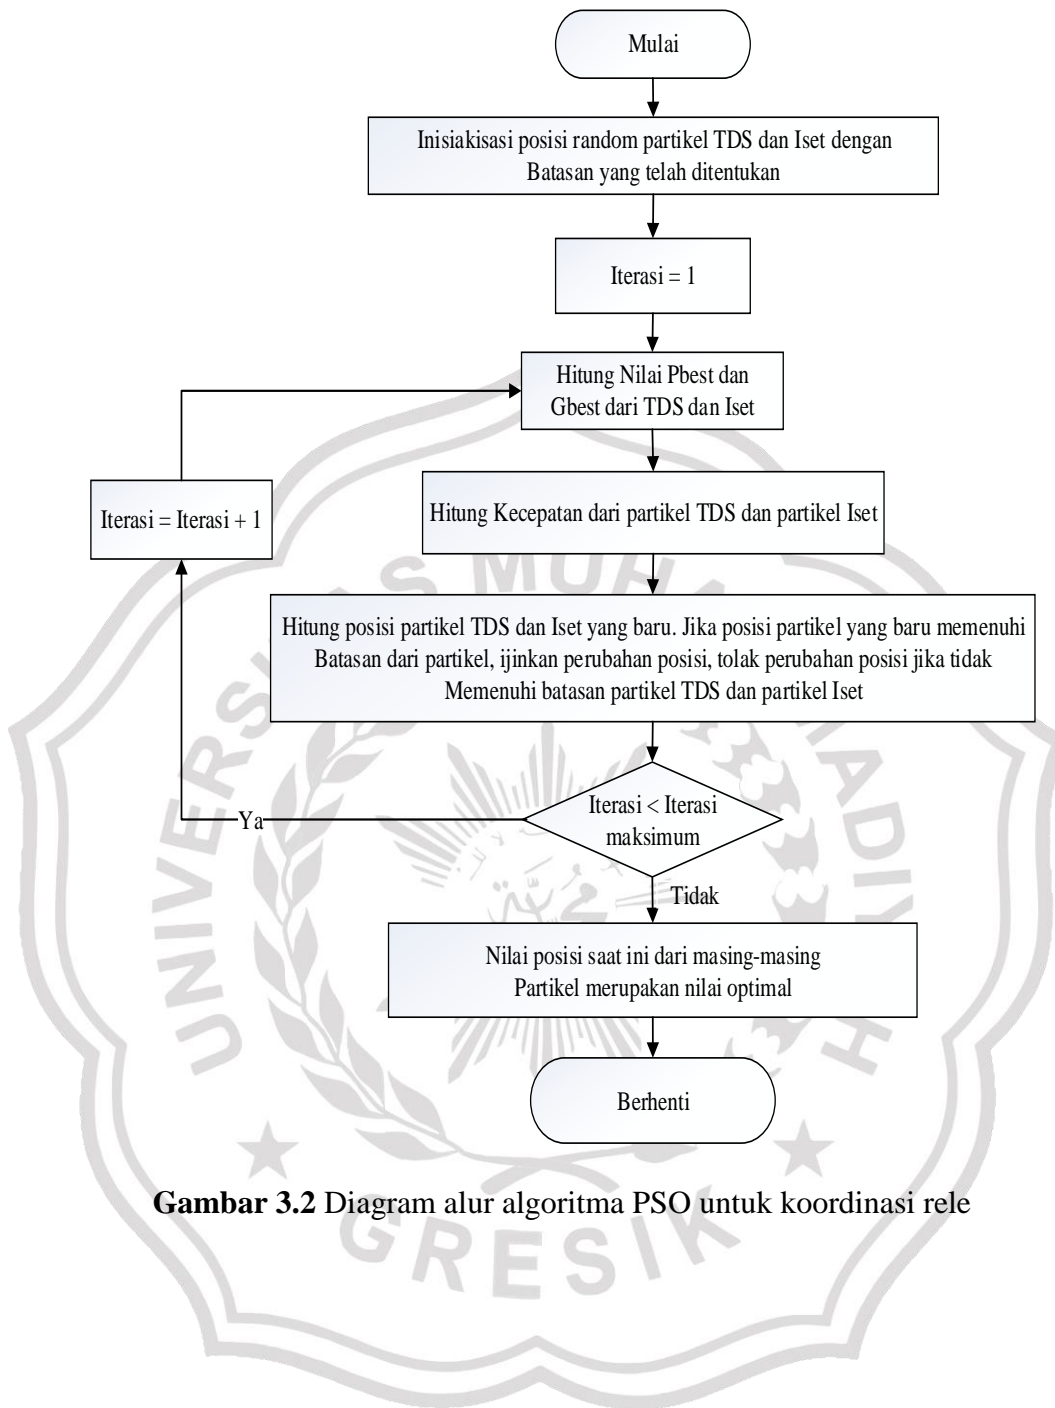 Mulai
Inisiakisasi posisi random partikel TDS dan Iset dengan
Batasan yang telah ditentukan
Iterasi = 1
Hitung Nilai Pbest dan
Gbest dari TDS dan Iset
Iterasi = Iterasi + 1
Hitung Kecepatan dari partikel TDS dan partikel Iset
Hitung posisi partikel TDS dan Iset yang baru. Jika posisi partikel yang baru memenuhi
Batasan dari partikel, ijinkan perubahan posisi, tolak perubahan posisi jika tidak
Memenuhi batasan partikel TDS dan partikel Iset
Iterasi < Iterasi
maksimum
Ya
Tidak
Nilai posisi saat ini dari masing-masing
Partikel merupakan nilai optimal
Berhenti
Gambar 3.2 Diagram alur algoritma PSO untuk koordinasi rele
GRESIK